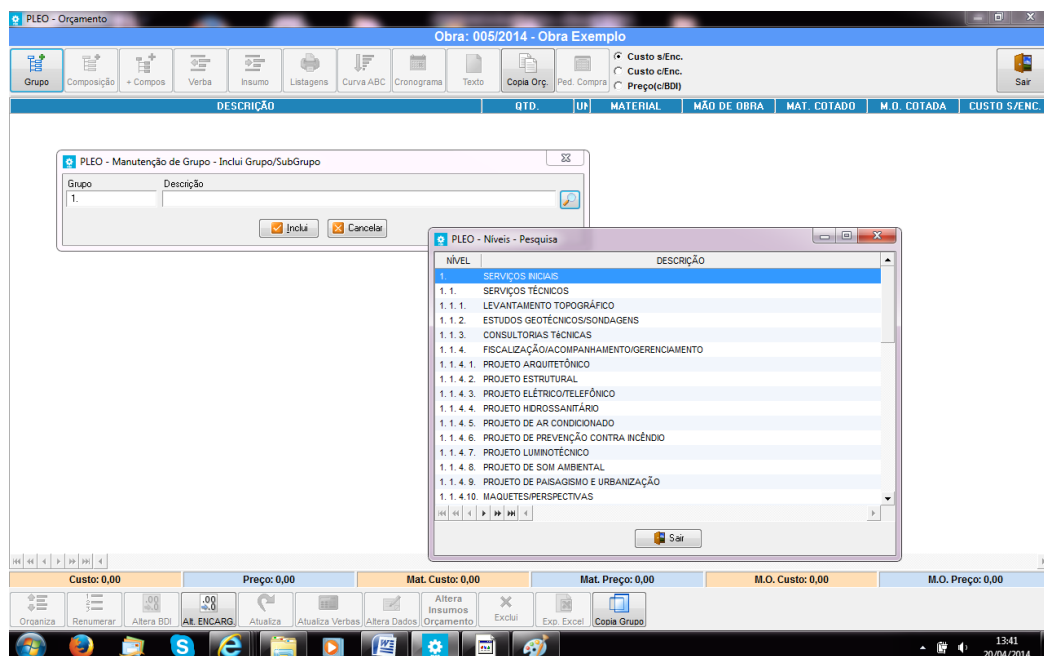 PLEO - Orçamento
Obra: 005/2014 - Obra Exemplo
Grupo
Composição
+ Compos
Verba
Insumo
Listagens
Curva ABC
Cronograma
Texto
Copia Orç.
Ped. Compra
Custo s/Enc.
Custo c/Enc.
Preço(c/BDI)
Sair
DESCRIÇÃO QTD. UN MATERIAL MÃO DE OBRA MAT. COTADO M.O. COTADA CUSTO S/ENC.
PLEO - Manutenção de Grupo - Inclui Grupo/SubGrupo
Grupo Descrição
1.
Inclui Cancelar
PLEO - Níveis - Pesquisa
NÍVEL DESCRIÇÃO
1. SERVIÇOS INICIAIS
1. 1. SERVIÇOS TÉCNICOS
1. 1. 1. LEVANTAMENTO TOPOGRÁFICO
1. 1. 2. ESTUDOS GEOTÉCNICOS/SONDAGENS
1. 1. 3. CONSULTORIAS TéCNICAS
1. 1. 4. FISCALIZAÇÃO/ACOMPANHAMENTO/GERENCIAMENTO
1. 1. 4. 1. PROJETO ARQUITETÔNICO
1. 1. 4. 2. PROJETO ESTRUTURAL
1. 1. 4. 3. PROJETO ELÉTRICO/TELEFÔNICO
1. 1. 4. 4. PROJETO HIDROSSANITÁRIO
1. 1. 4. 5. PROJETO DE AR CONDICIONADO
1. 1. 4. 6. PROJETO DE PREVENÇÃO CONTRA INCÊNDIO
1. 1. 4. 7. PROJETO LUMINOTÉCNICO
1. 1. 4. 8. PROJETO DE SOM AMBIENTAL
1. 1. 4. 9. PROJETO DE PAISAGISMO E URBANIZAÇÃO
1. 1. 4.10. MAQUETES/PERSPECTIVAS
Sair
Custo: 0,00 Preço: 0,00 Mat. Custo: 0,00 Mat. Preço: 0,00 M.O. Custo: 0,00 M.O. Preço: 0,00
Organiza
Renumerar
Altera BDI
Alt. ENCARG.
Atualiza
Atualiza Verbas
Altera Dados
Altera
Insumos
Orçamento
Exclui
Exp. Excel
Copia Grupo
13:41
20/04/2014